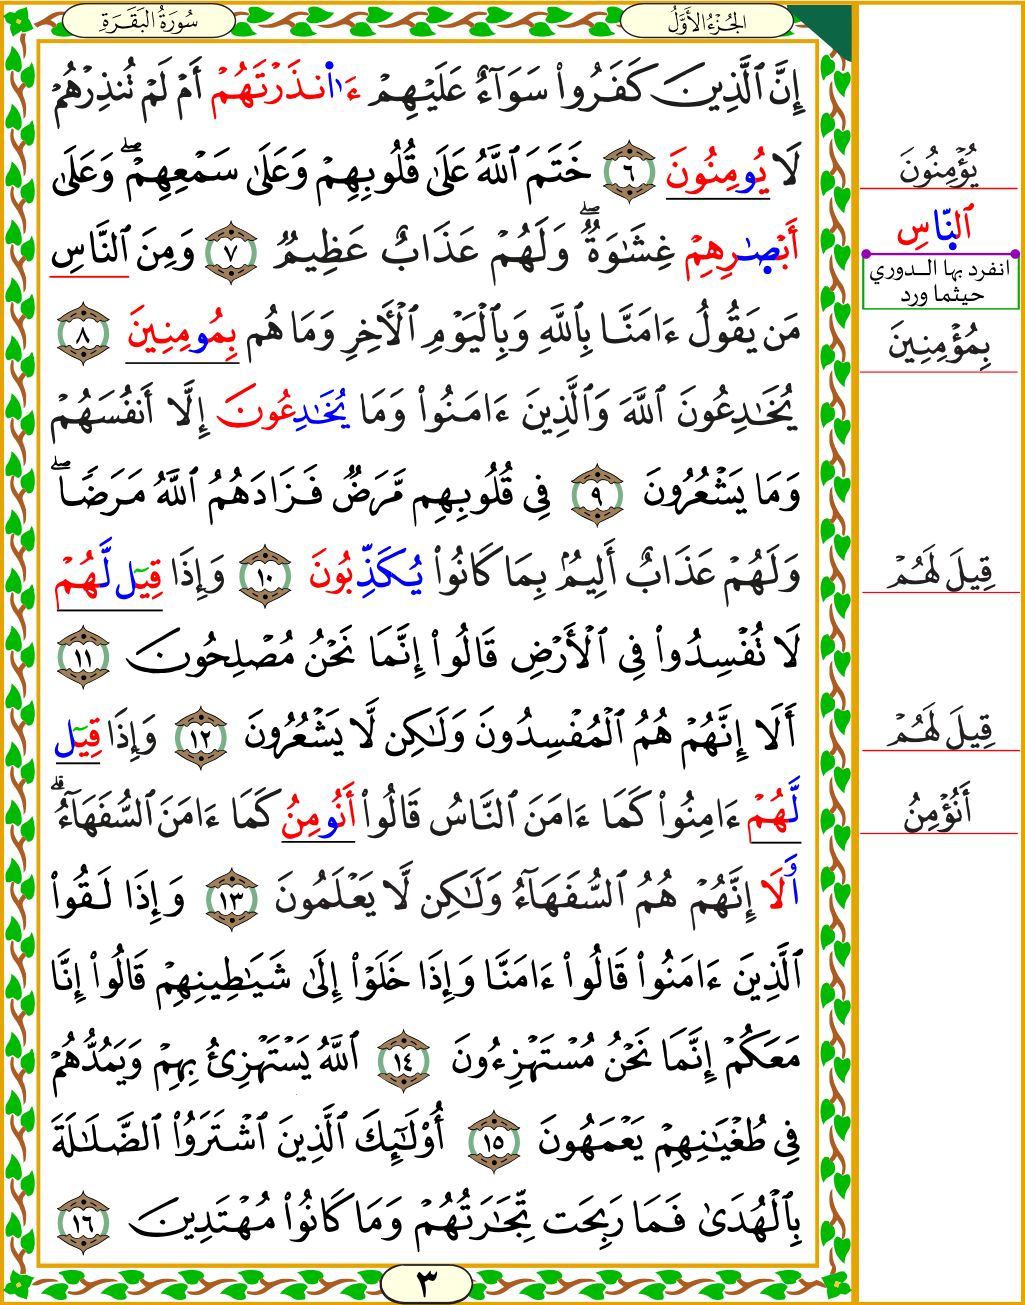 الجُزْءُ الأَوَّلُ
سُورَةُ البَقَرَةِ
إِنَّ ٱلَّذِينَ كَفَرُوا۟ سَوَآءٌ عَلَيْهِمْ ءَا۬نذَرْتَهُمْ أَمْ لَمْ تُنذِرْهُمْ
لَا يُومِنُونَ ٦ خَتَمَ ٱللَّهُ عَلَىٰ قُلُوبِهِمْ وَعَلَىٰ سَمْعِهِمْ ۖ وَعَلَىٰ
أَبْصَٰرِهِمْ غِشَٰوَةٌ ۖ وَلَهُمْ عَذَابٌ عَظِيمٌ ٧ وَمِنَ ٱلنَّاسِ
مَن يَقُولُ ءَامَنَّا بِٱللَّهِ وَبِٱلْيَوْمِ ٱلْأَخِرِ وَمَا هُم بِمُومِنِينَ ٨
يُخَٰدِعُونَ ٱللَّهَ وَٱلَّذِينَ ءَامَنُوا۟ وَمَا يُخَٰدِعُونَ إِلَّا أَنفُسَهُمْ
وَمَا يَشْعُرُونَ ٩ فِى قُلُوبِهِم مَّرَضٌ فَزَادَهُمُ ٱللَّهُ مَرَضًا ۖ
وَلَهُمْ عَذَابٌ أَلِيمٌۢ بِمَا كَانُوا۟ يُكَذِّبُونَ ١٠ وَإِذَا قِيٓل لَّهُمْ
لَا تُفْسِدُوا۟ فِى ٱلْأَرْضِ قَالُوا۟ إِنَّمَا نَحْنُ مُصْلِحُونَ ١١
أَلَا إِنَّهُمْ هُمُ ٱلْمُفْسِدُونَ وَلَٰكِن لَّا يَشْعُرُونَ ١٢ وَإِذَا قِيٓل
لَّهُمْ ءَامِنُوا۟ كَمَا ءَامَنَ ٱلنَّاسُ قَالُوا۟ أَنُومِنُ كَمَا ءَامَنَ ٱلسُّفَهَآءُ ۗ
وَ۬لَا إِنَّهُمْ هُمُ ٱلسُّفَهَآءُ وَلَٰكِن لَّا يَعْلَمُونَ ١٣ وَإِذَا لَقُوا۟
ٱلَّذِينَ ءَامَنُوا۟ قَالُوا۟ ءَامَنَّا وَإِذَا خَلَوْا۟ إِلَىٰ شَيَٰطِينِهِمْ قَالُوا۟ إِنَّا
مَعَكُمْ إِنَّمَا نَحْنُ مُسْتَهْزِءُونَ ١٤ ٱللَّهُ يَسْتَهْزِئُ بِهِمْ وَيَمُدُّهُمْ
فِى طُغْيَٰنِهِمْ يَعْمَهُونَ ١٥ أُو۟لَٰٓئِكَ ٱلَّذِينَ ٱشْتَرَوُا۟ ٱلضَّلَٰلَةَ
بِٱلْهُدَىٰ فَمَا رَبِحَت تِّجَٰرَتُهُمْ وَمَا كَانُوا۟ مُهْتَدِينَ ١٦
٣
يُؤْمِنُونَ
ٱلنَّاسِ
انفرد بها الدوري
حيثما ورد
بِمُؤْمِنِينَ
قِيلَ لَهُمْ
قِيلَ لَهُمْ
أَنُؤْمِنُ